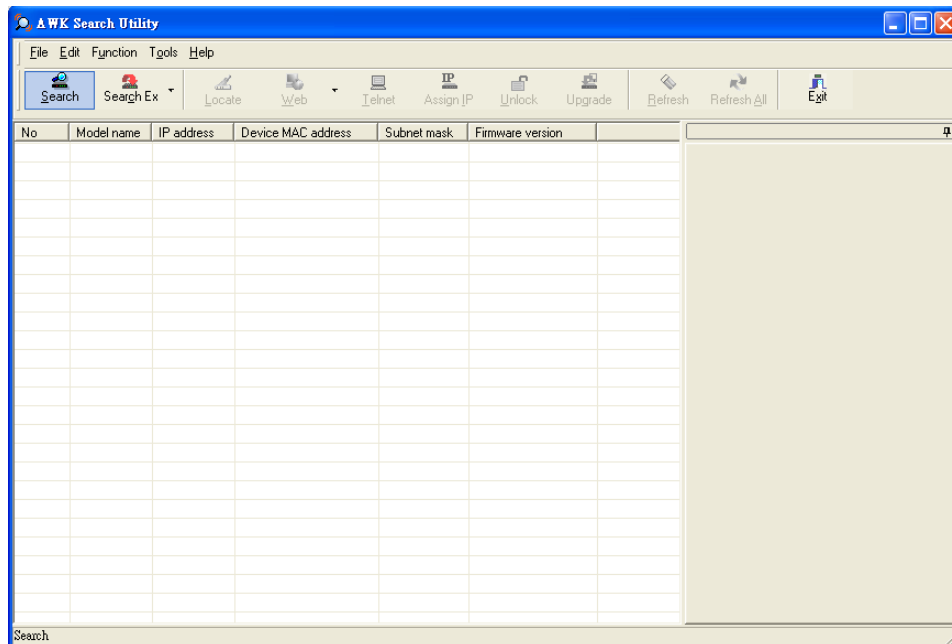 AWK Search Utility
File Edit Function Tools Help
Search Search Ex Locate Web Telnet Assign IP Unlock Upgrade Refresh Refresh All Exit
No Model name IP address Device MAC address Subnet mask Firmware version
Search